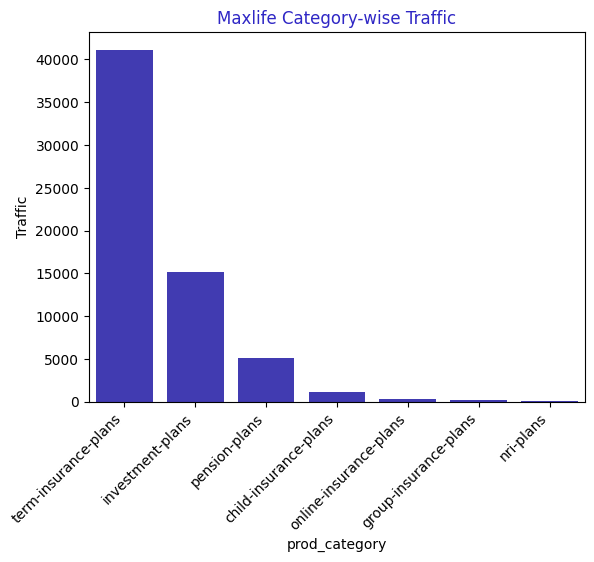 Maxlife Category-wise Traffic
40000
35000
30000
25000
20000
15000
10000
5000
0
Traffic
term-insurance-plans
investment-plans
pension-plans
child-insurance-plans
online-insurance-plans
group-insurance-plans
nri-plans
prod_category